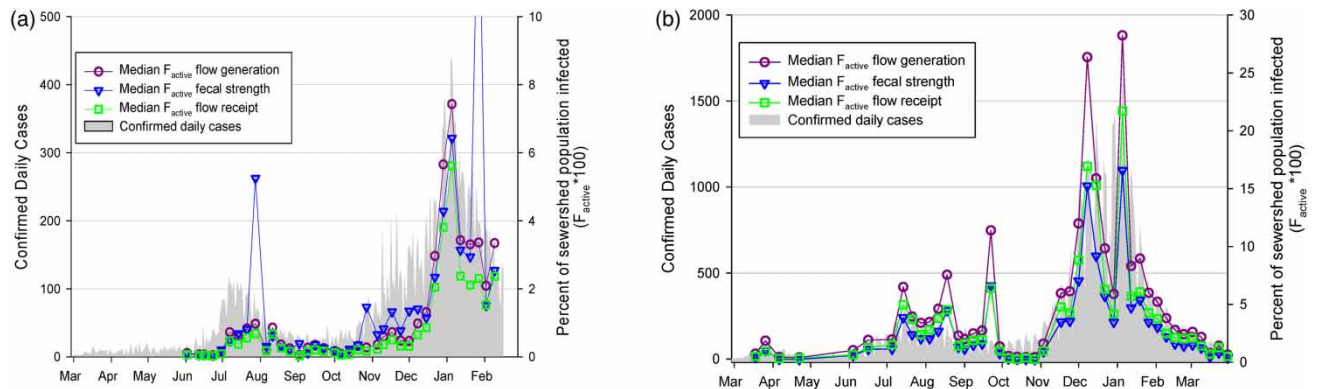 (a)
500
400
300
200
100
0
Confirmed Daily Cases
Median Factive flow generation
Median Factive fecal strength
Median Factive flow receipt
Confirmed daily cases
10
8
6
4
2
0
Percent of sewershed population infected
(Factive*100)
Mar Apr May Jun Jul Aug Sep Oct Nov Dec Jan Feb
(b)
2000
1500
1000
500
0
Confirmed Daily Cases
Median Factive flow generation
Median Factive fecal strength
Median Factive flow receipt
Confirmed daily cases
30
25
20
15
10
5
0
Percent of sewershed population infected
(Factive*100)
Mar Apr May Jun Jul Aug Sep Oct Nov Dec Jan Feb Mar